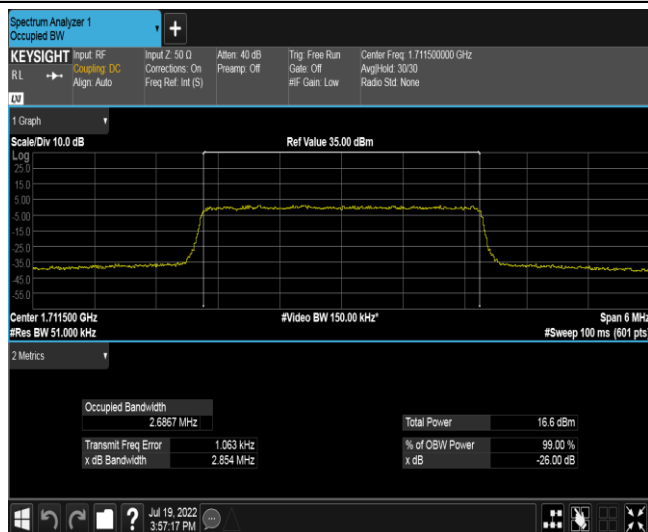 Spectrum Analyzer 1
Occupied BW
+
KEYSIGHT Input: RF Input Z: 50 Ω Atten: 40 dB Trig: Free Run Center Freq: 1.711500000 GHz
R L Coupling: DC Corrections: On Preamp: Off Gate: Off Avg|Hold: 30/30
Align: Auto Freq Ref: Int (S) #IF Gain: Low Radio Std: None
LXI
1 Graph
Scale/Div 10.0 dB Ref Value 35.00 dBm
Log
25.0
15.0
5.00
-5.00
-15.0
-25.0
-35.0
-45.0
-55.0
Center 1.711500 GHz #Video BW 150.00 kHz* Span 6 MHz
#Res BW 51.000 kHz #Sweep 100 ms (601 pts)
2 Metrics
Occupied Bandwidth
2.6867 MHz Total Power 16.6 dBm
Transmit Freq Error 1.063 kHz % of OBW Power 99.00 %
x dB Bandwidth 2.854 MHz x dB -26.00 dB
? Jul 19, 2022
3:57:17 PM